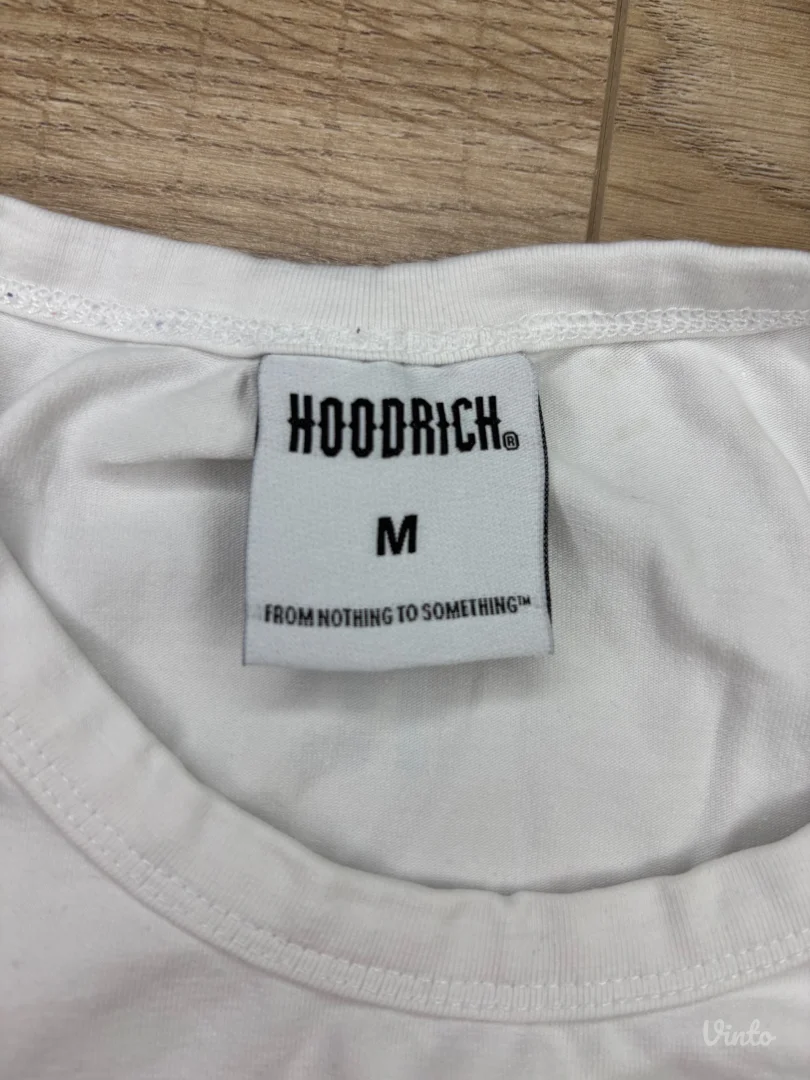 HOODRICH®
M
FROM NOTHING TO SOMETHING™
Vinto